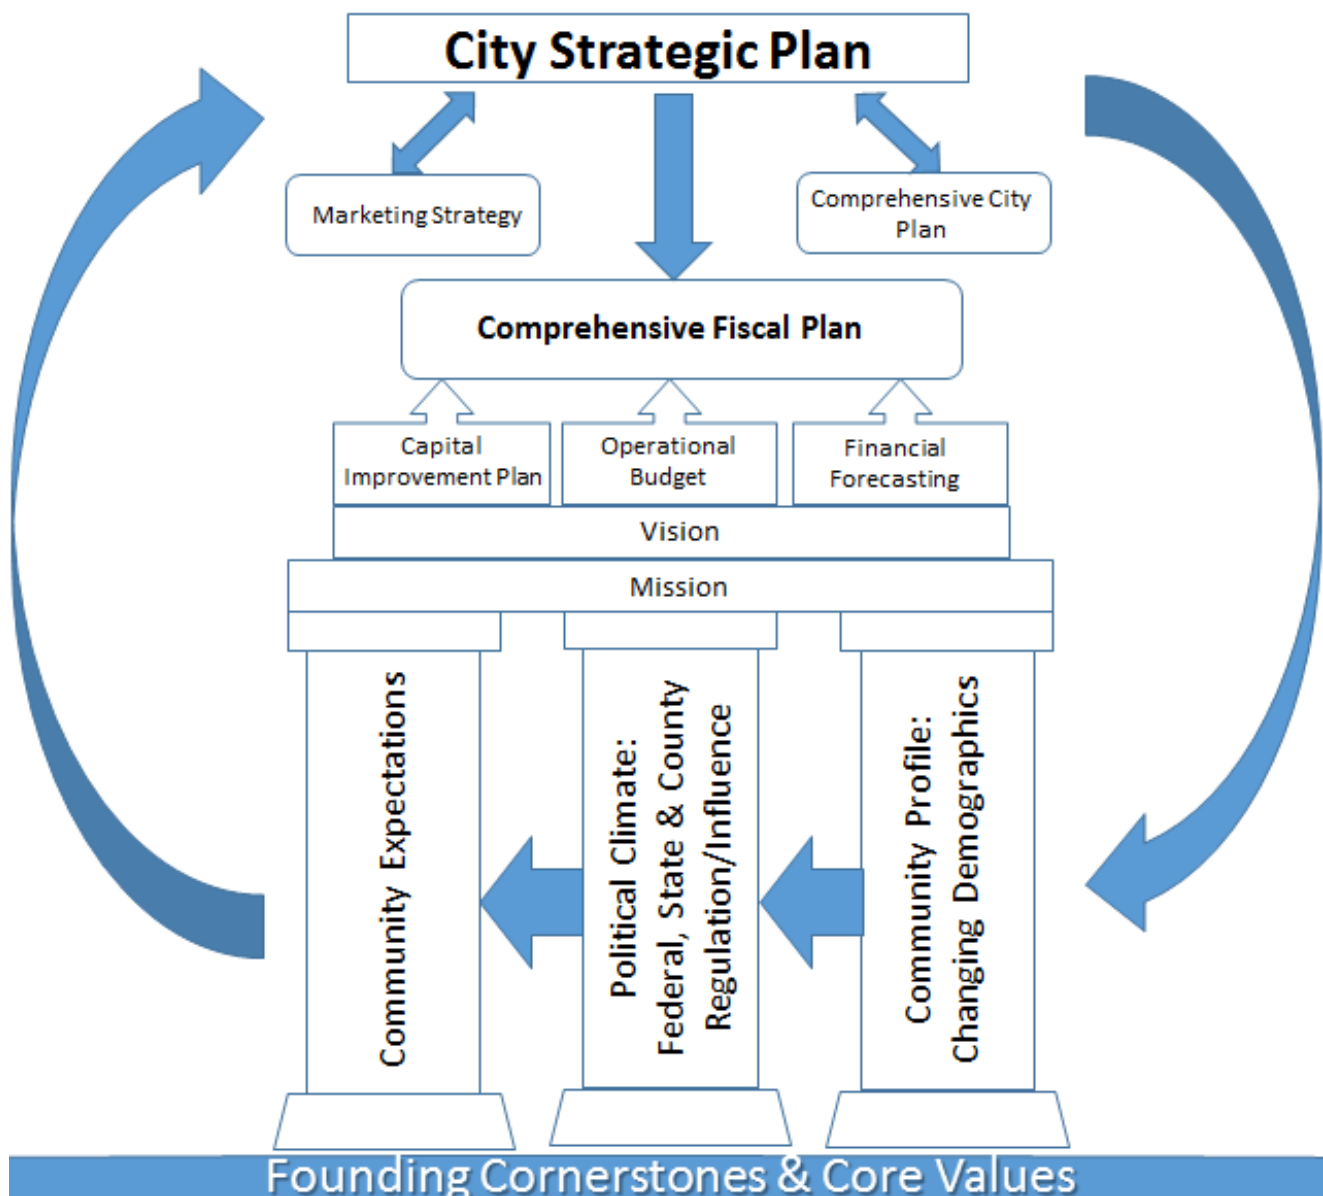 City Strategic Plan
Marketing Strategy
Comprehensive City
Plan
Comprehensive Fiscal Plan
Capital
Improvement Plan
Operational
Budget
Financial
Forecasting
Vision
Mission
Community Expectations
Political Climate:
Federal, State & County
Regulation/Influence
Community Profile:
Changing Demographics
Founding Cornerstones & Core Values